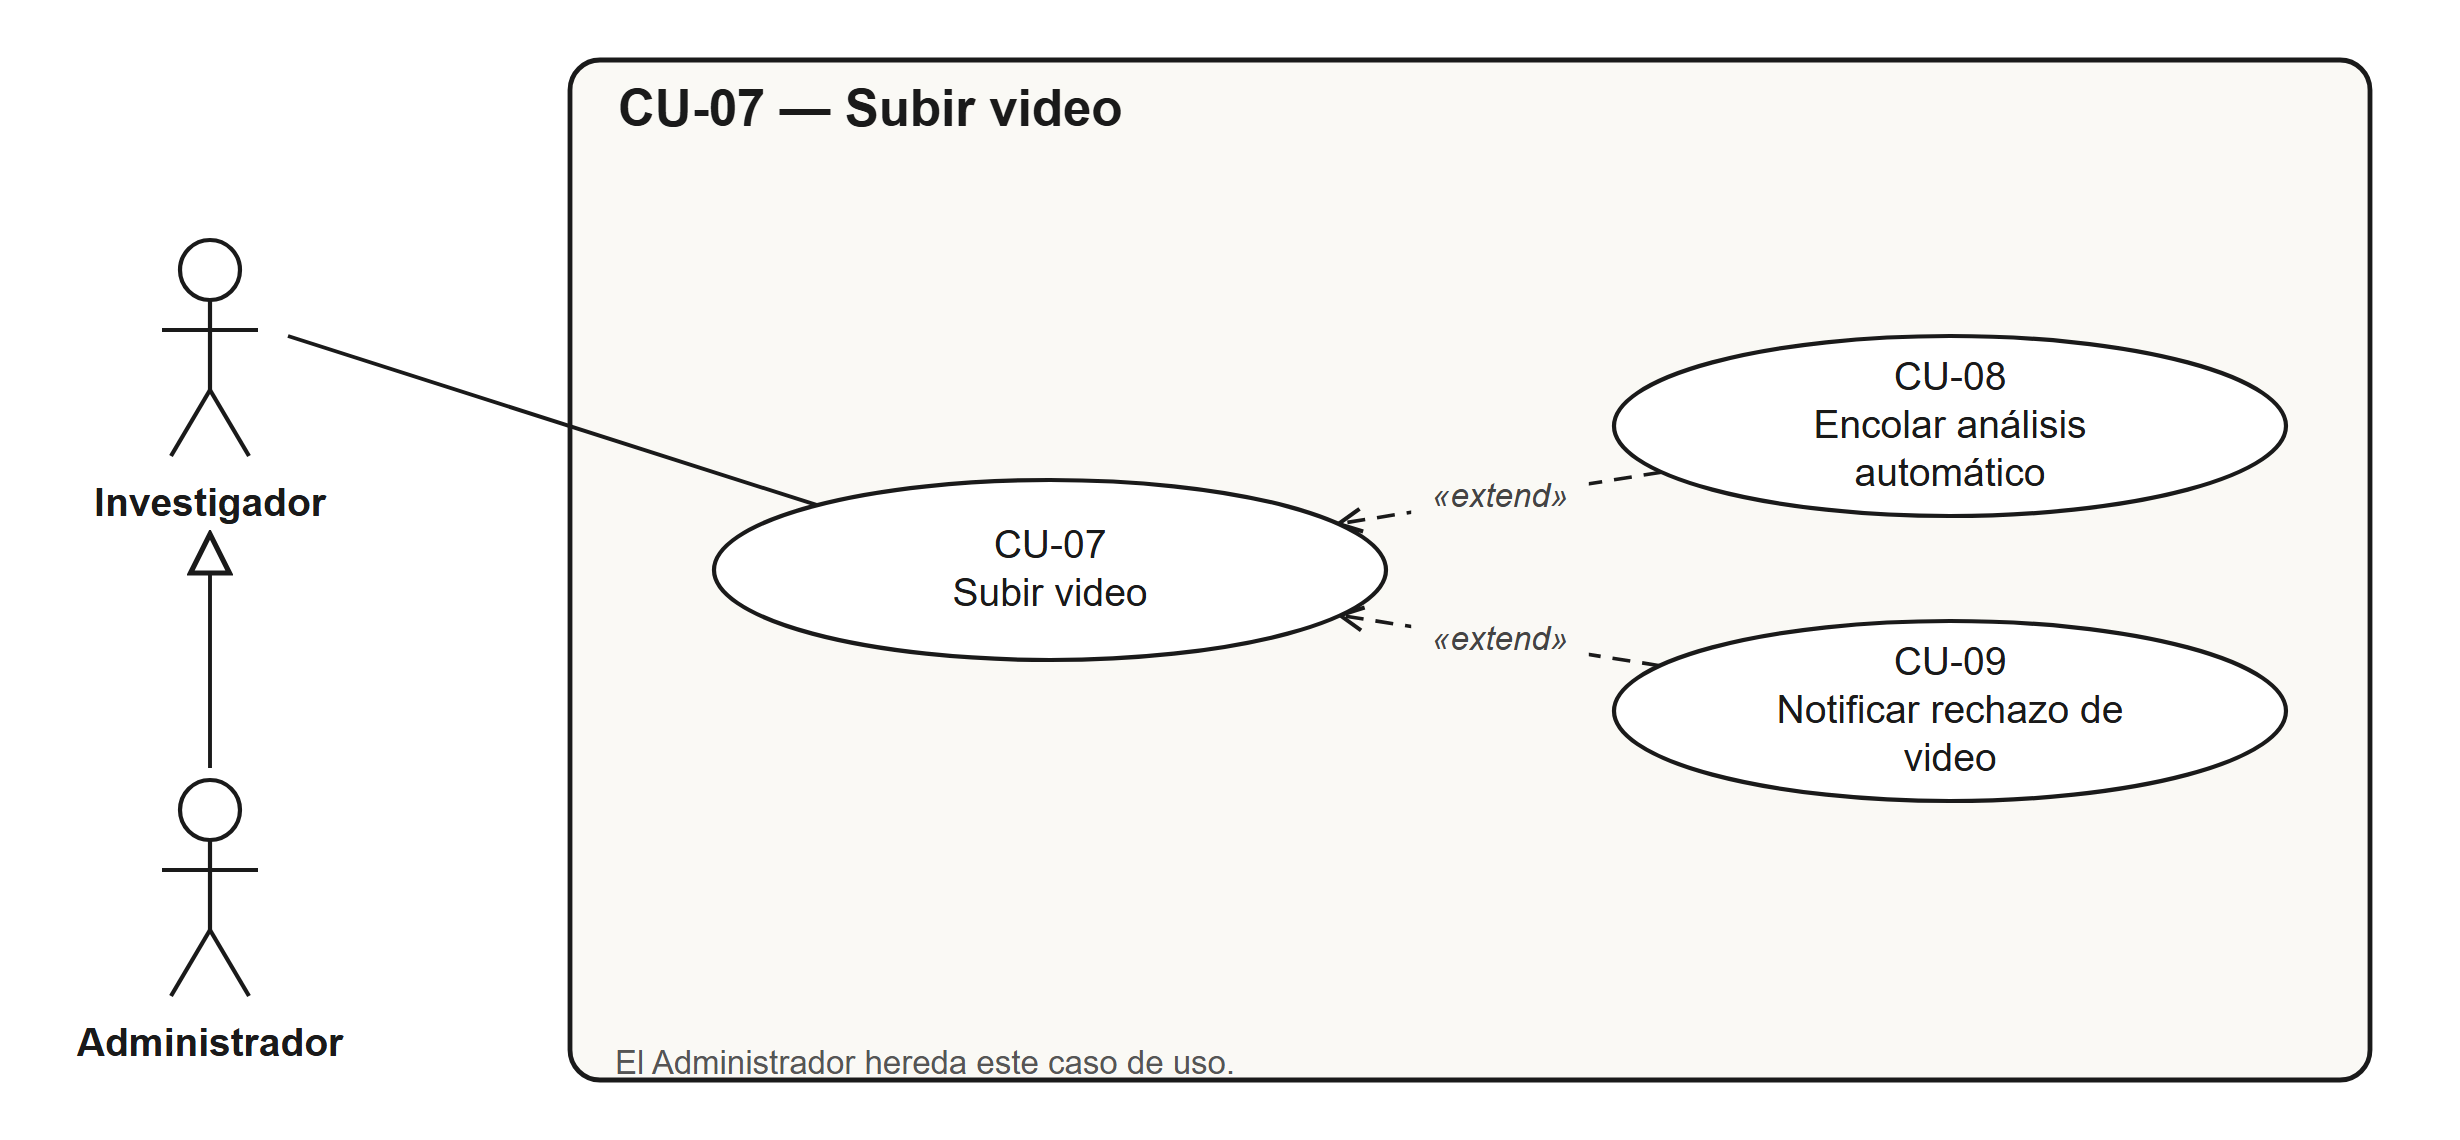 CU-07 — Subir video
Investigador
CU-07
Subir video
«extend»
CU-08
Encolar análisis
automático
«extend»
CU-09
Notificar rechazo de
video
Administrador
El Administrador hereda este caso de uso.